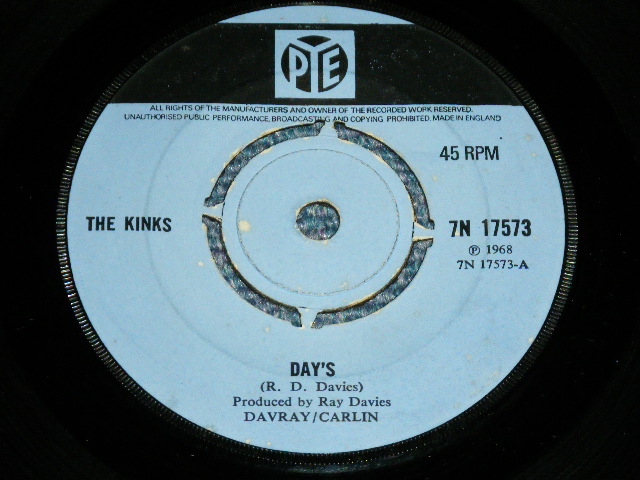 PYE
ALL RIGHTS OF THE MANUFACTURERS AND OWNER OF THE RECORDED WORK RESERVED.
UNAUTHORISED PUBLIC PERFORMANCE, BROADCASTING AND COPYING PROHIBITED. MADE IN ENGLAND
45 RPM
THE KINKS
7N 17573
℗ 1968
7N 17573-A
DAY'S
(R. D. Davies)
Produced by Ray Davies
DAVRAY/CARLIN